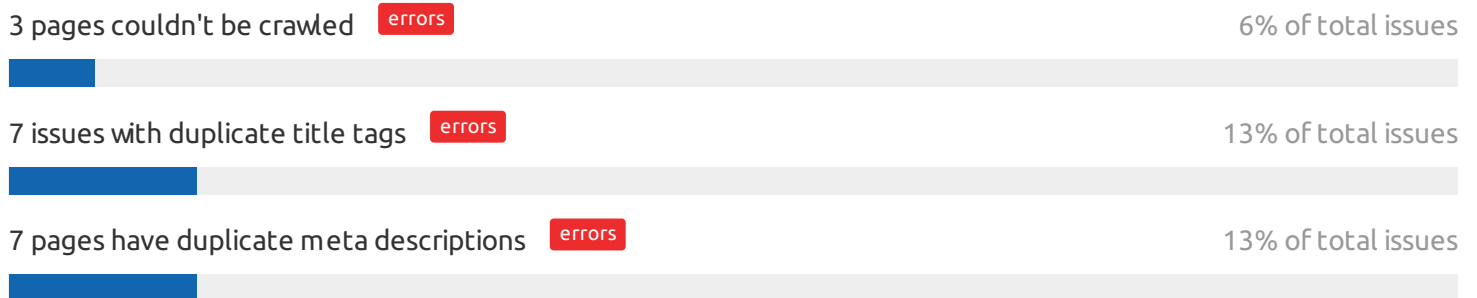 3 pages couldn't be crawled errors 6% of total issues
7 issues with duplicate title tags errors 13% of total issues
7 pages have duplicate meta descriptions errors 13% of total issues